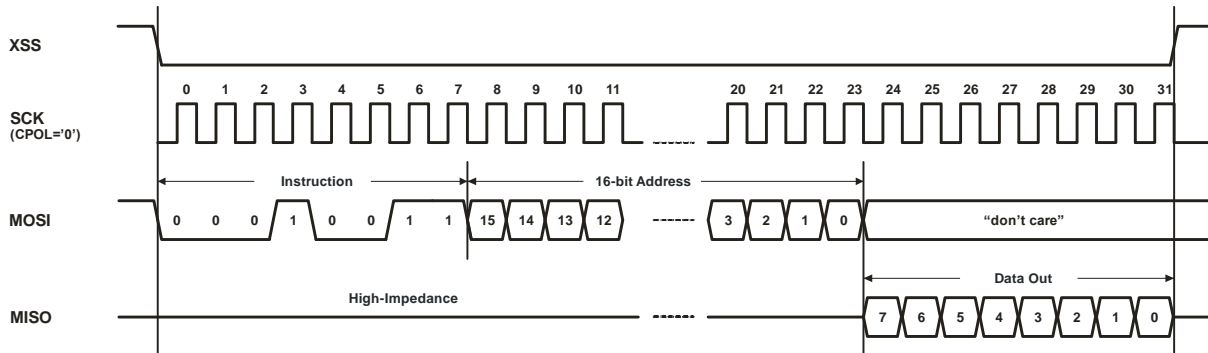 XSS
0 1 2 3 4 5 6 7 8 9 10 11 20 21 22 23 24 25 26 27 28 29 30 31
SCK
(CPOL='0')
Instruction 16-bit Address
MOSI 0 0 0 1 0 0 1 1 15 14 13 12 3 2 1 0 “don’t care”
Data Out
High-Impedance
MISO 7 6 5 4 3 2 1 0